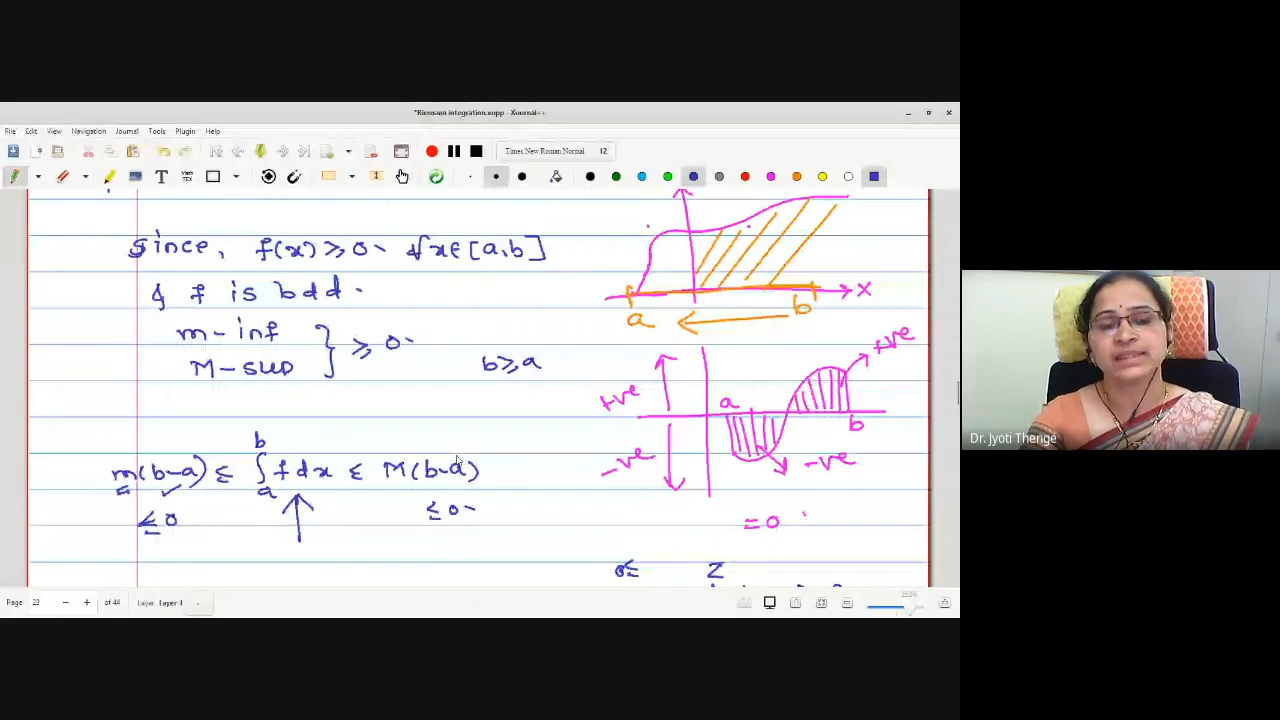 *Riemann integration.xopp - Xournal++
File Edit View Navigation Journal Tools Plugin Help
Times New Roman Normal 12
since, f(x) ≥ 0. ∀x∈[a,b]
& f is bdd.
m - inf
M - sup
} ≥ 0.
b ≥ a
m(b-a) ≤ ∫_a^b f dx ≤ M(b-a)
≤ 0
≤ 0.
a b x
+ve
+ve
a
b
-ve
-ve
= 0
Dr. Jyoti Thenge
Page 23 of 44 Layer Layer 1